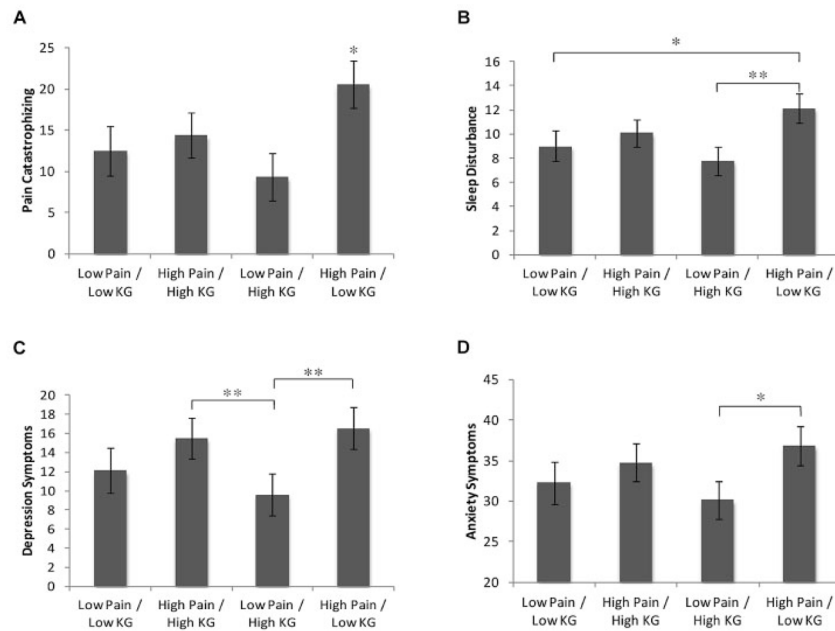 A
Pain Catastrophizing
25
20
15
10
5
0
*
Low Pain /
Low KG
High Pain /
High KG
Low Pain /
High KG
High Pain /
Low KG
B
Sleep Disturbance
16
14
12
10
8
6
4
2
0
*
**
Low Pain /
Low KG
High Pain /
High KG
Low Pain /
High KG
High Pain /
Low KG
C
Depression Symptoms
20
18
16
14
12
10
8
6
4
2
0
**
**
Low Pain /
Low KG
High Pain /
High KG
Low Pain /
High KG
High Pain /
Low KG
D
Anxiety Symptoms
45
40
35
30
25
20
*
Low Pain /
Low KG
High Pain /
High KG
Low Pain /
High KG
High Pain /
Low KG